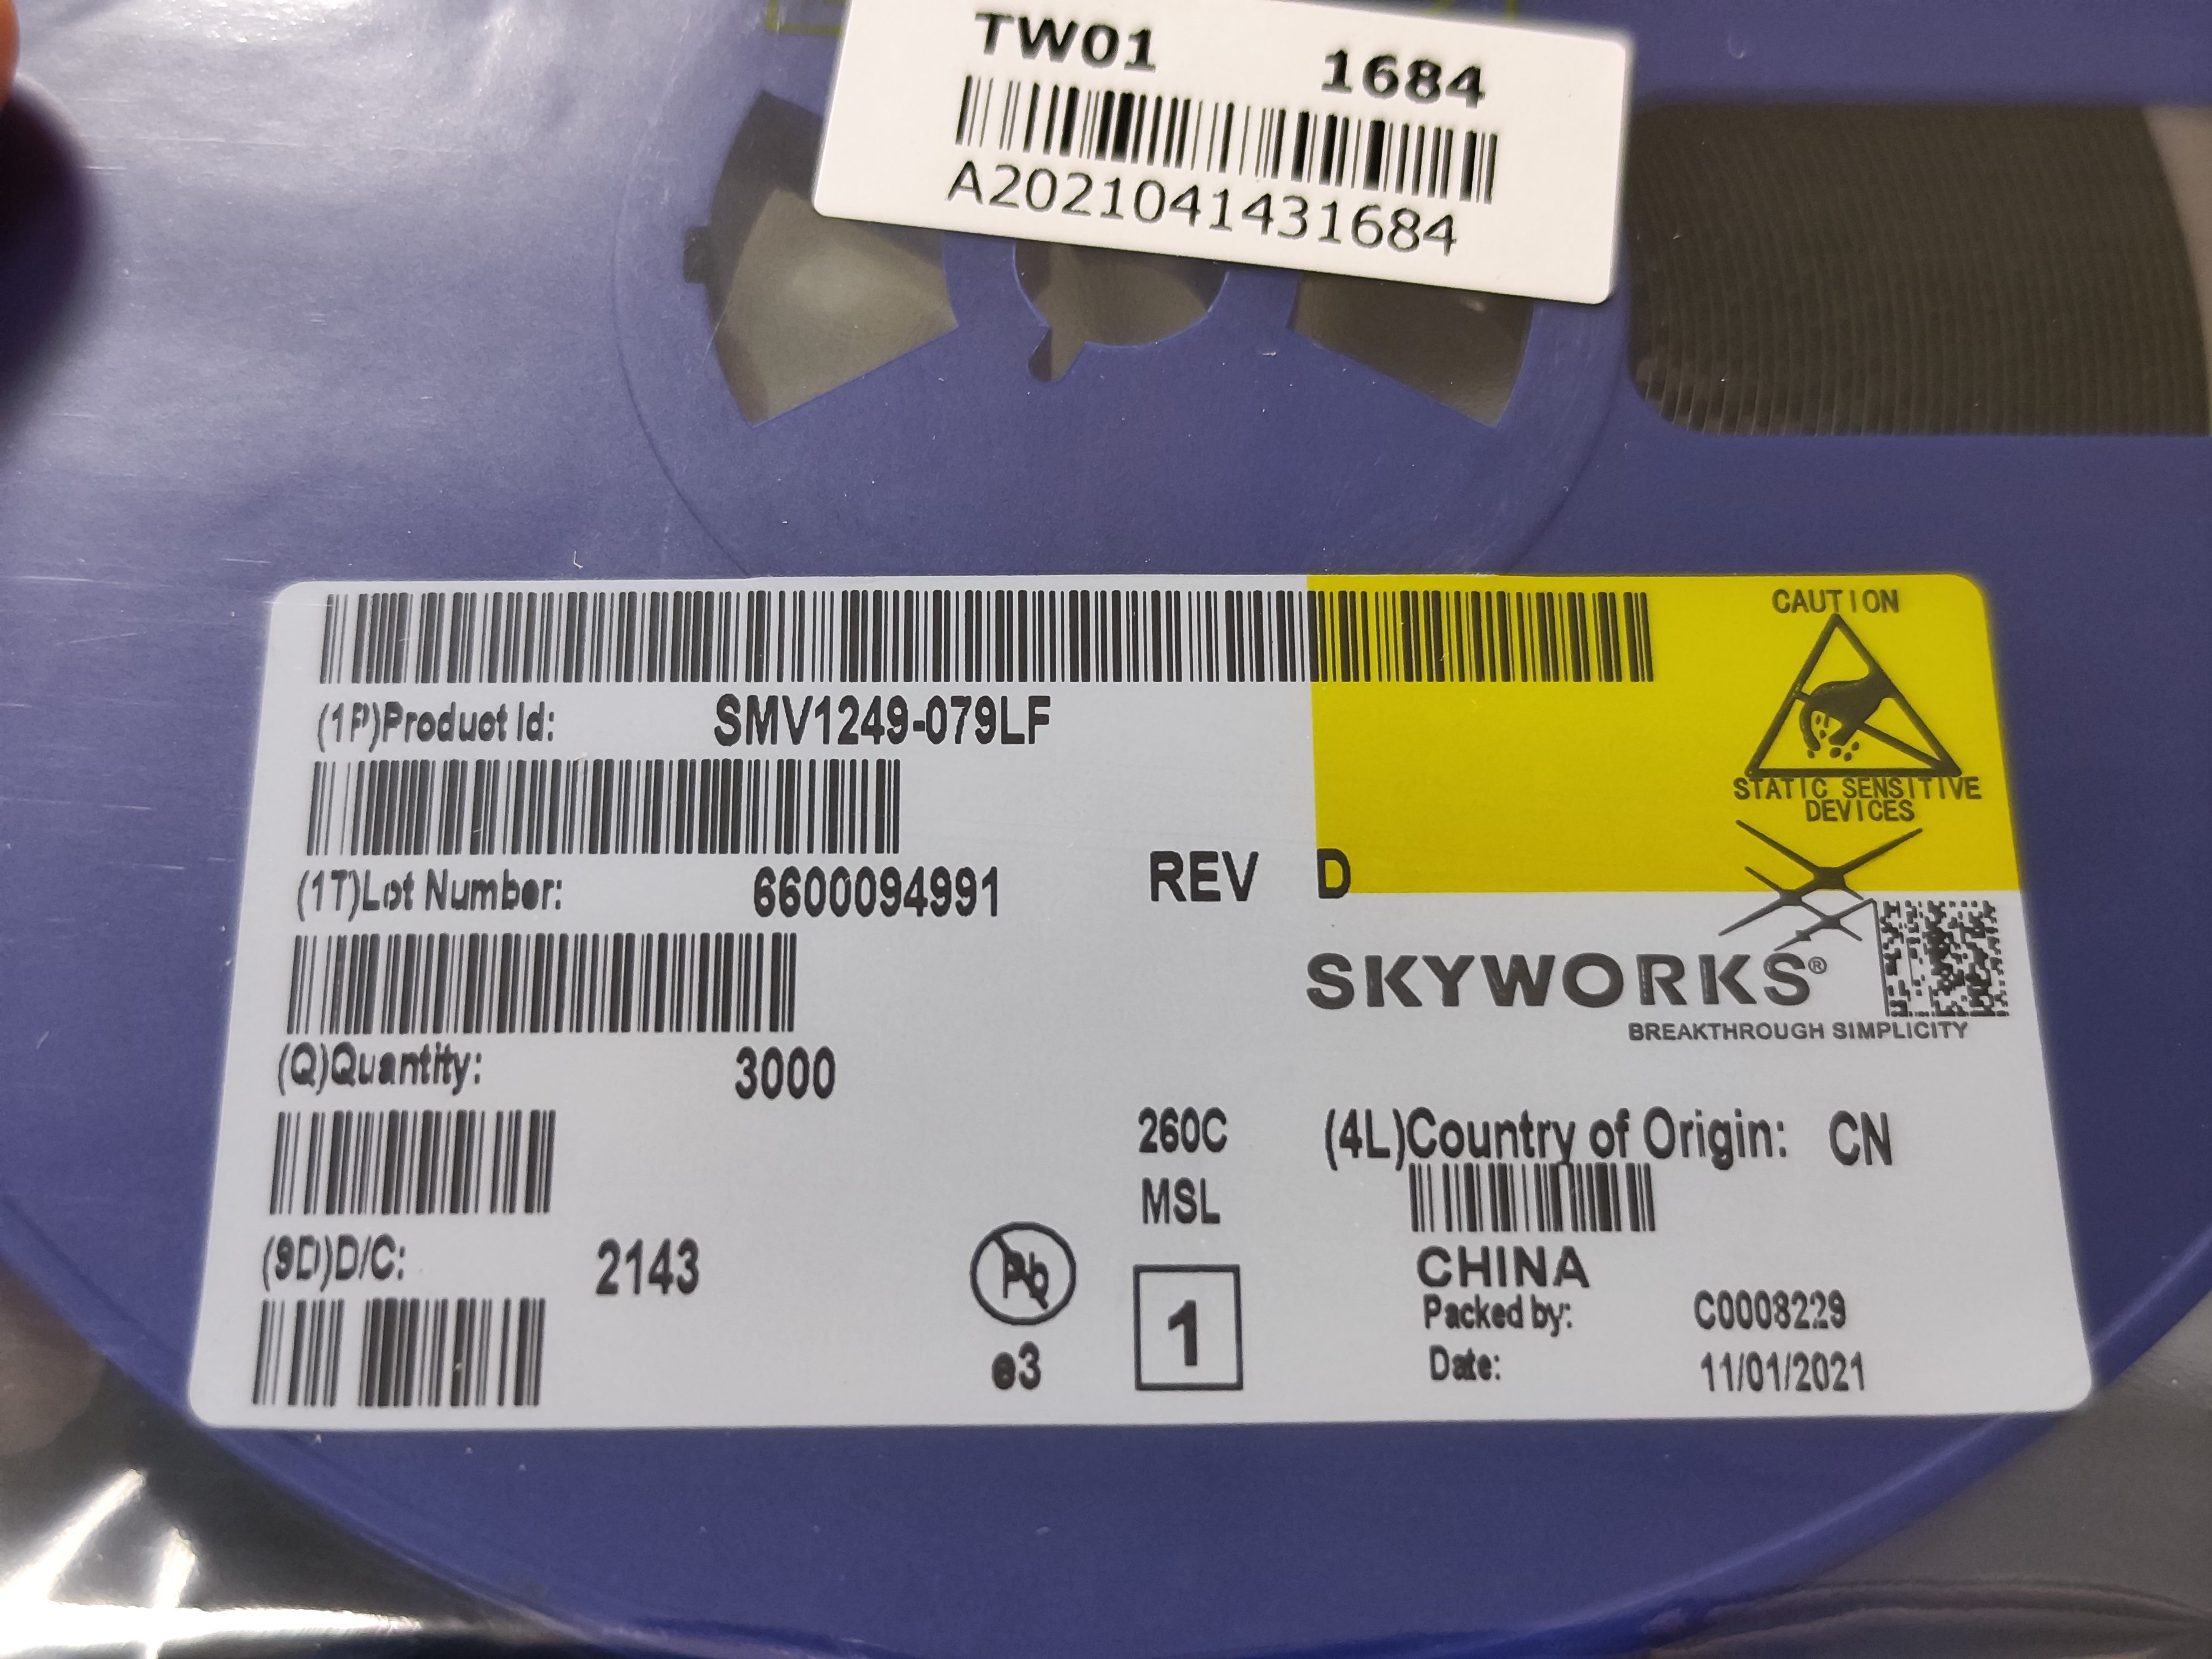 TW01 1684
A2021041431684
CAUTION
STATIC SENSITIVE
DEVICES
(1P)Product Id: SMV1249-079LF
(1T)Lot Number: 6600094991 REV D
SKYWORKS®
BREAKTHROUGH SIMPLICITY
(Q)Quantity: 3000
260C
MSL
1
(4L)Country of Origin: CN
CHINA
(9D)D/C: 2143
Pb
e3
Packed by: C0008229
Date: 11/01/2021